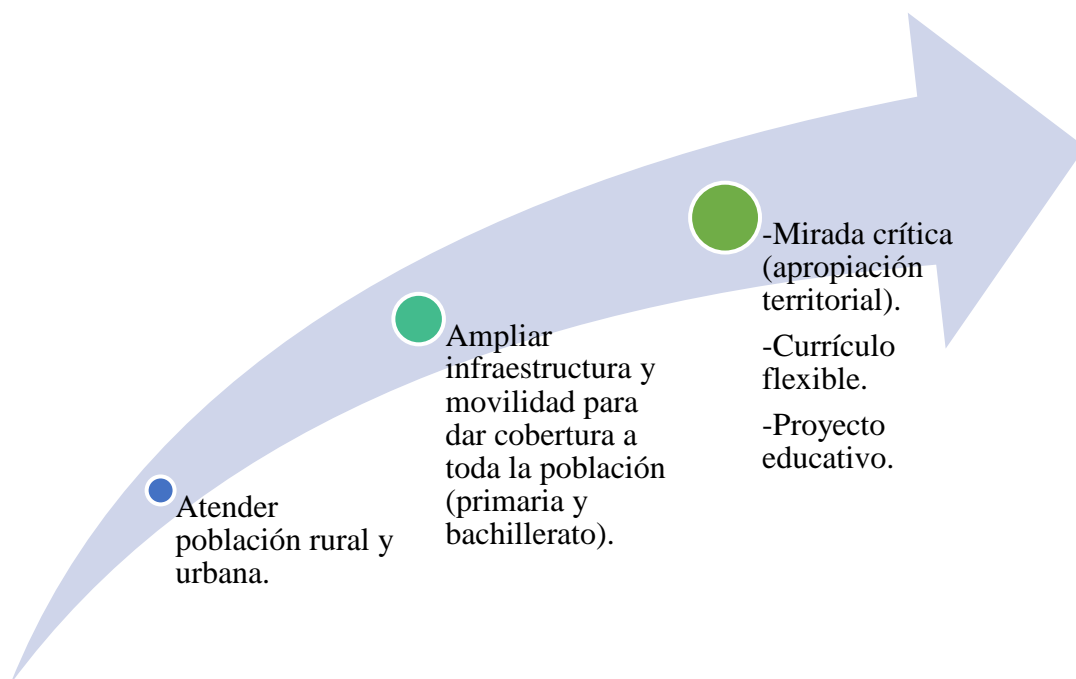 Atender
población rural y
urbana.
Ampliar
infraestructura y
movilidad para
dar cobertura a
toda la población
(primaria y
bachillerato).
-Mirada crítica
(apropiación
territorial).
-Currículo
flexible.
-Proyecto
educativo.